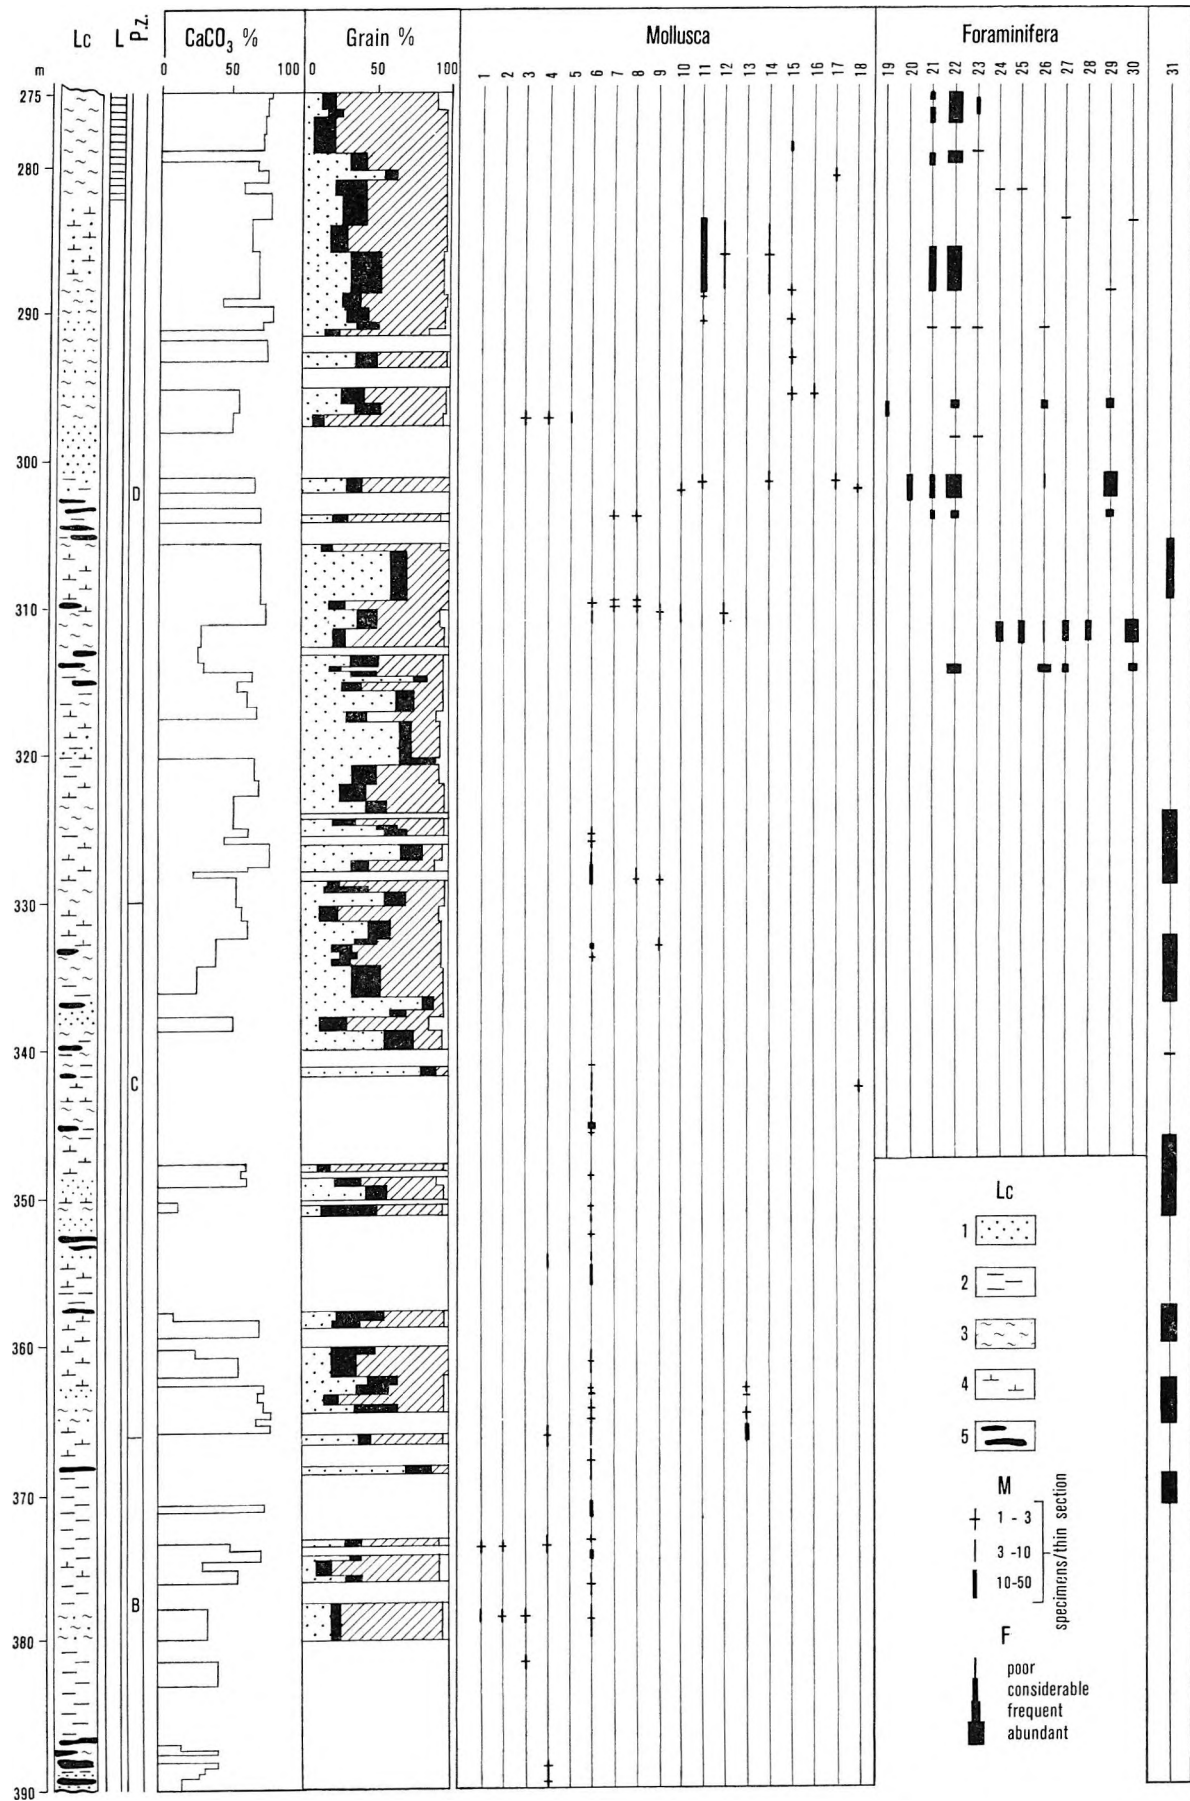 Lc L P.z. CaCO₃ % Grain % Mollusca Foraminifera
m 0 50 100 0 50 100 1 2 3 4 5 6 7 8 9 10 11 12 13 14 15 16 17 18 19 20 21 22 23 24 25 26 27 28 29 30 31
275
280
290
300
D
310
320
330
340
C
350
Lc
1
2
360
3
4
5
370
M
1 - 3
3 - 10
10-50
specimens/thin section
B
380
F
poor
considerable
frequent
abundant
390